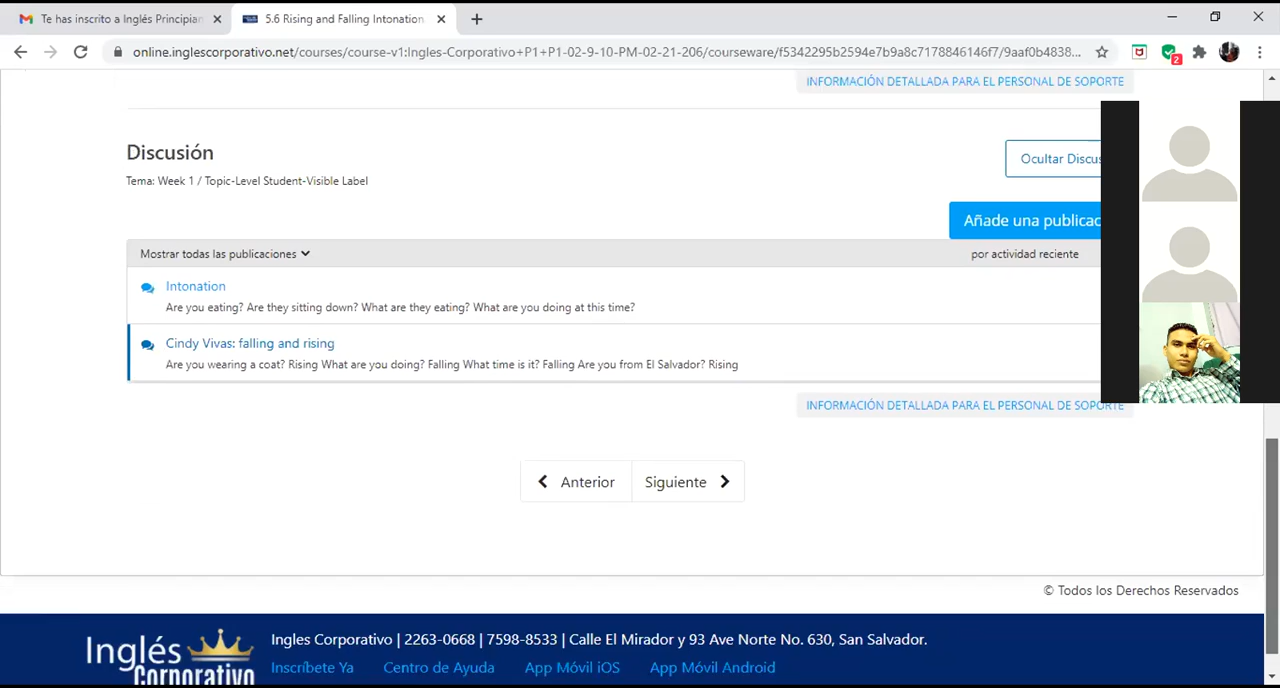 Te has inscrito a Inglés Principian
5.6 Rising and Falling Intonation
online.inglescorporativo.net/courses/course-v1:Ingles-Corporativo+P1+P1-02-9-10-PM-02-21-206/courseware/f5342295b2594e7b9a8c7178846146f7/9aaf0b4838...
2
INFORMACIÓN DETALLADA PARA EL PERSONAL DE SOPORTE
Discusión
Ocultar Discus
Tema: Week 1 / Topic-Level Student-Visible Label
Añade una publicac
Mostrar todas las publicaciones
por actividad reciente
Intonation
Are you eating? Are they sitting down? What are they eating? What are you doing at this time?
Cindy Vivas: falling and rising
Are you wearing a coat? Rising What are you doing? Falling What time is it? Falling Are you from El Salvador? Rising
INFORMACIÓN DETALLADA PARA EL PERSONAL DE SOPORTE
Anterior
Siguiente
© Todos los Derechos Reservados
Inglés Corporativo
Ingles Corporativo | 2263-0668 | 7598-8533 | Calle El Mirador y 93 Ave Norte No. 630, San Salvador.
Inscríbete Ya
Centro de Ayuda
App Móvil iOS
App Móvil Android